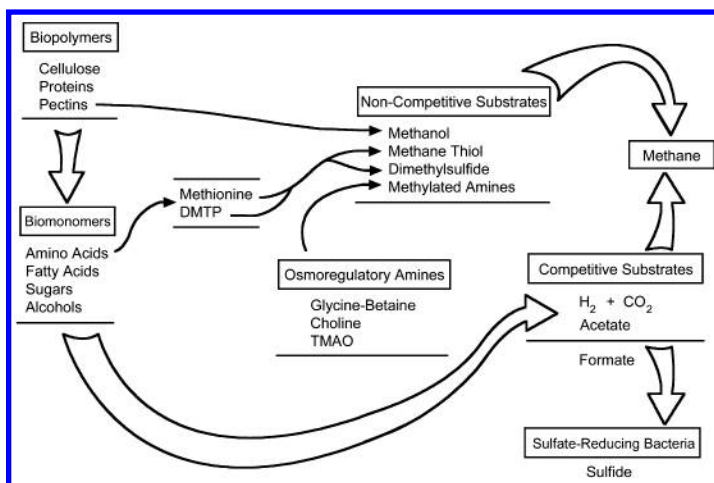 Biopolymers
Cellulose
Proteins
Pectins
Non-Competitive Substrates
Methanol
Methane Thiol
Dimethylsulfide
Methylated Amines
Methane
Methionine
DMTP
Biomonomers
Amino Acids
Fatty Acids
Sugars
Alcohols
Osmoregulatory Amines
Glycine-Betaine
Choline
TMAO
Competitive Substrates
H₂ + CO₂
Acetate
Formate
Sulfate-Reducing Bacteria
Sulfide